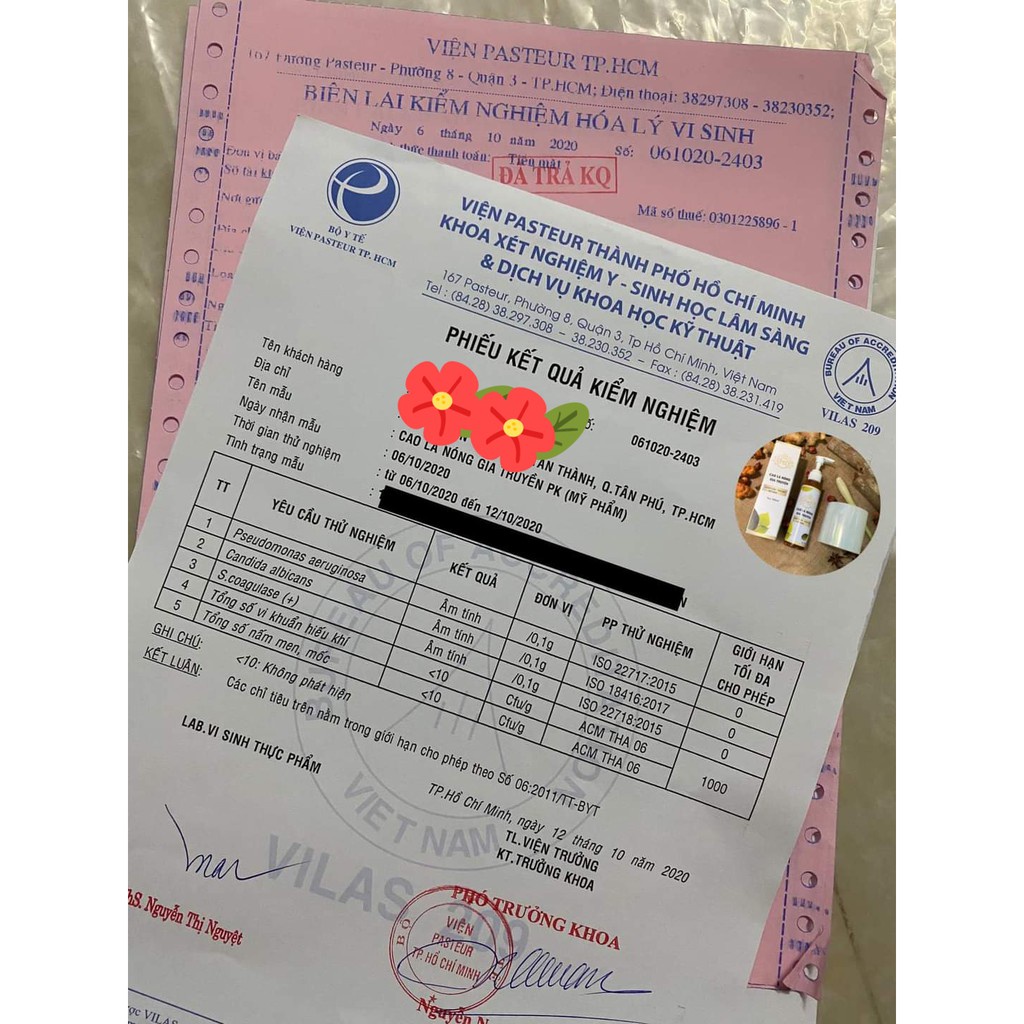 VIỆN PASTEUR TP.HCM
167 Đường Pasteur - Phường 8 - Quận 3 - TP.HCM; Điện thoại: 38297308 - 38230352;
BIÊN LAI KIỂM NGHIỆM HÓA LÝ VI SINH
Ngày 6 tháng 10 năm 2020 Số: 061020-2403
thức thanh toán: Tiền mặt
Đơn vị
ĐÃ TRẢ KQ
Mã số thuế: 0301225896 - 1
BỘ Y TẾ
VIỆN PASTEUR TP. HCM
VIỆN PASTEUR THÀNH PHỐ HỒ CHÍ MINH
KHOA XÉT NGHIỆM Y - SINH HỌC LÂM SÀNG
& DỊCH VỤ KHOA HỌC KỸ THUẬT
167 Pasteur, Phường 8, Quận 3, Tp Hồ Chí Minh, Việt Nam
Tel : (84.28) 38.297.308 – 38.230.352 – Fax : (84.28) 38.231.419
VIET NAM
VILAS 209
PHIẾU KẾT QUẢ KIỂM NGHIỆM
061020-2403
Tên khách hàng
Địa chỉ
TÂN THÀNH, Q.TÂN PHÚ, TP.HCM
Tên mẫu : CAO LÁ NÓNG GIA TRUYỀN PK (MỸ PHẨM)
Ngày nhận mẫu : 06/10/2020
Thời gian thử nghiệm : từ 06/10/2020 đến 12/10/2020
Tình trạng mẫu :
TT YÊU CẦU THỬ NGHIỆM KẾT QUẢ ĐƠN VỊ PP THỬ NGHIỆM GIỚI HẠN TỐI ĐA CHO PHÉP
1 Pseudomonas aeruginosa Âm tính /0,1g ISO 22717:2015 0
2 Candida albicans Âm tính /0,1g ISO 18416:2017 0
3 S.coagulase (+) Âm tính /0,1g ISO 22718:2015 0
4 Tổng số vi khuẩn hiếu khí <10 Cfu/g ACM THA 06 1000
5 Tổng số nấm men, mốc <10 Cfu/g ACM THA 06
GHI CHÚ: <10: Không phát hiện
KẾT LUẬN: Các chỉ tiêu trên nằm trong giới hạn cho phép theo Số 06:2011/TT-BYT
TP.Hồ Chí Minh, ngày 12 tháng 10 năm 2020
LAB.VI SINH THỰC PHẨM
TL.VIỆN TRƯỞNG
KT.TRƯỞNG KHOA
PHÓ TRƯỞNG KHOA
VIỆN
PASTEUR
TP. HỒ CHÍ MINH
ThS. Nguyễn Thị Nguyệt
Nguyễn
VIET NAM
VILAS 209